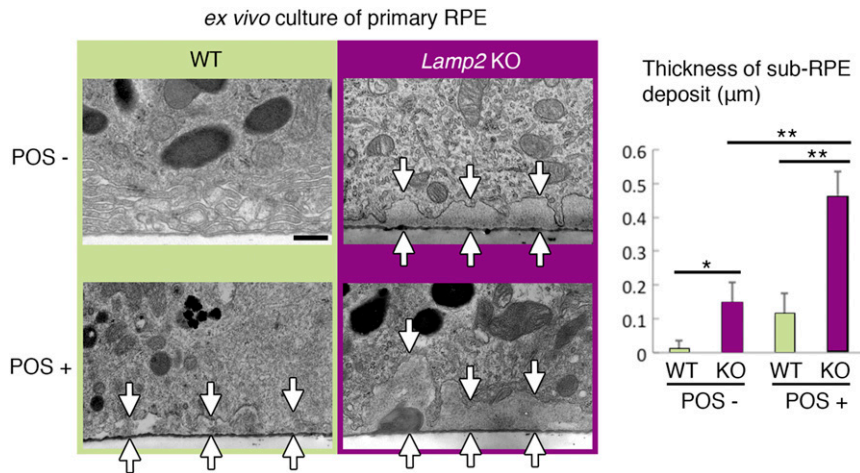 ex vivo culture of primary RPE
WT
Lamp2 KO
POS -
POS +
Thickness of sub-RPE
deposit (μm)
**
**
*
0.6
0.5
0.4
0.3
0.2
0.1
0
WT KO WT KO
POS - POS +